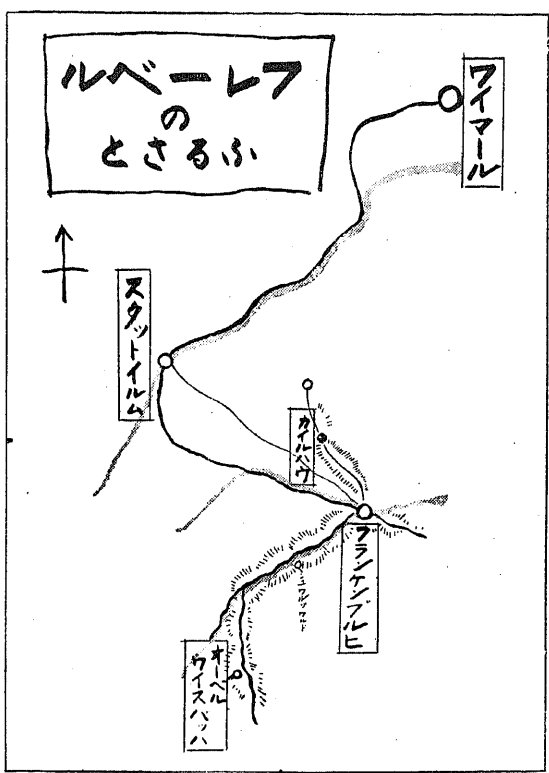 フレーベル
の
ふるさと
ワイマール
スタットイルム
カイルハウ
ブランケンブルヒ
オーベル
ウイスバッハ